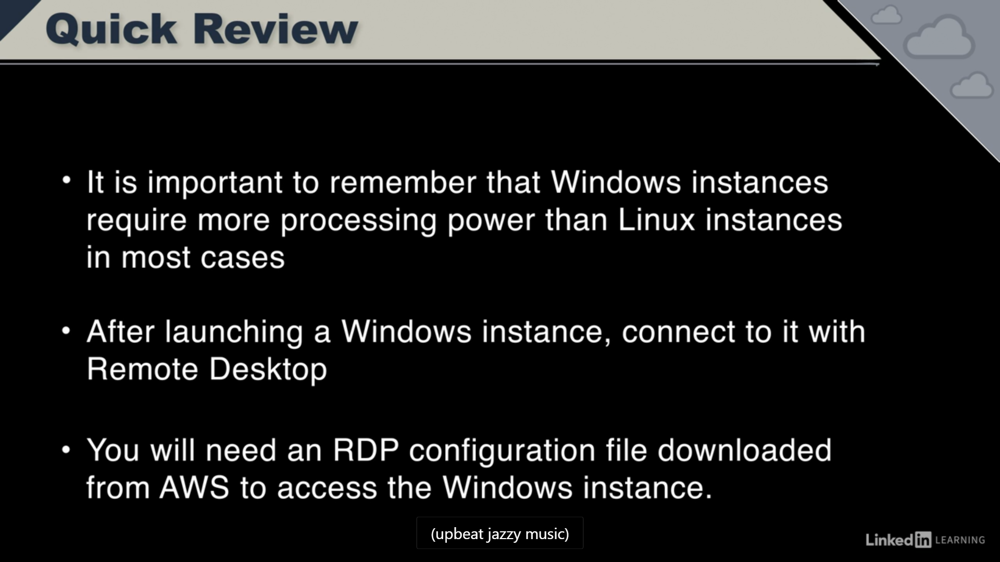 Quick Review
• It is important to remember that Windows instances
require more processing power than Linux instances
in most cases
• After launching a Windows instance, connect to it with
Remote Desktop
• You will need an RDP configuration file downloaded
from AWS to access the Windows instance.
(upbeat jazzy music)
Linked in LEARNING